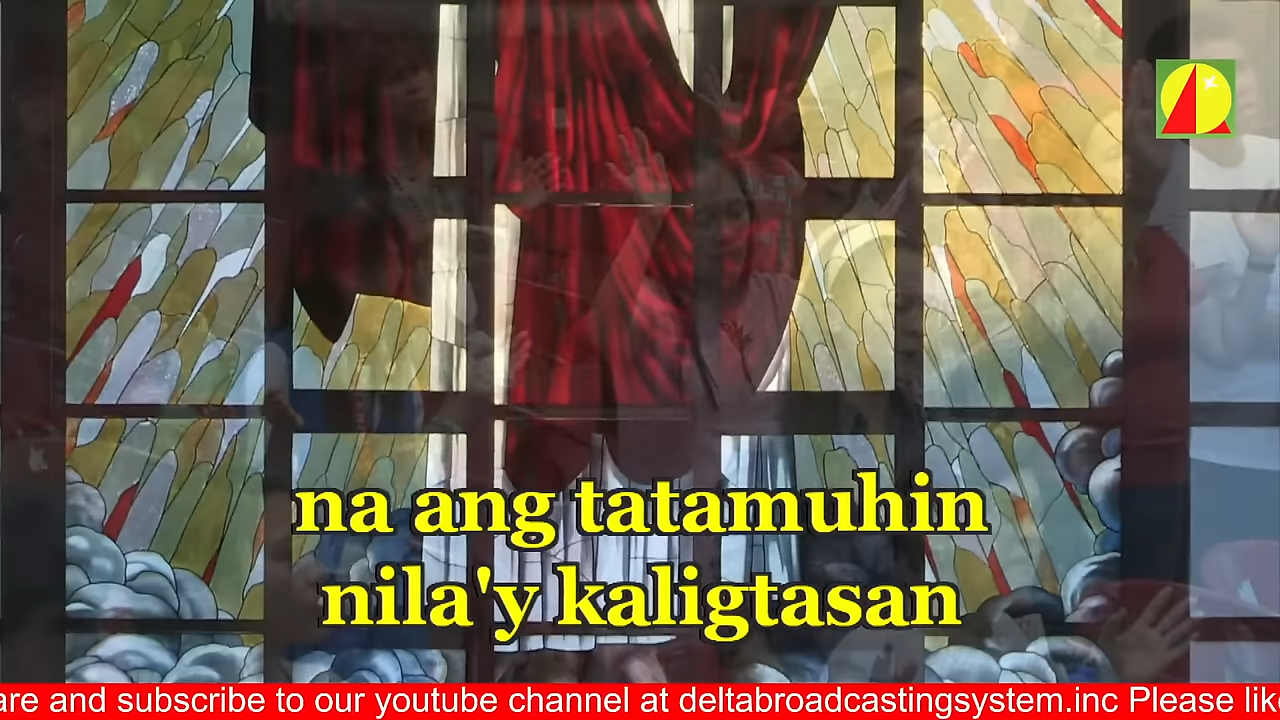 na ang tatamuhin
nila'y kaligtasan
are and subscribe to our youtube channel at deltabroadcastingsystem.inc Please lik